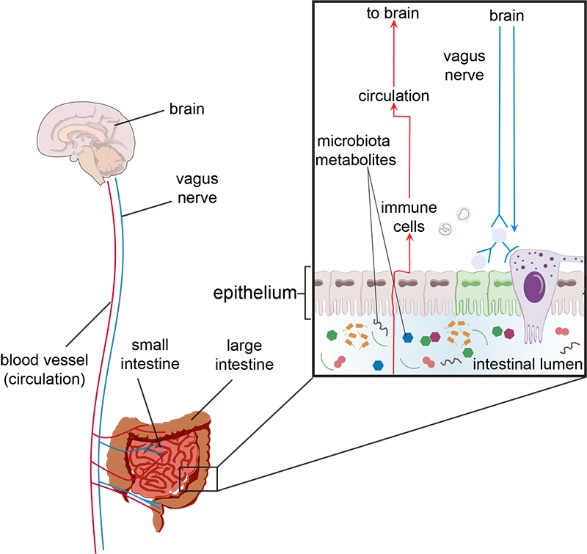 brain
vagus
nerve
blood vessel
(circulation)
small
intestine
large
intestine
to brain
brain
vagus
nerve
circulation
microbiota
metabolites
immune
cells
epithelium
intestinal lumen